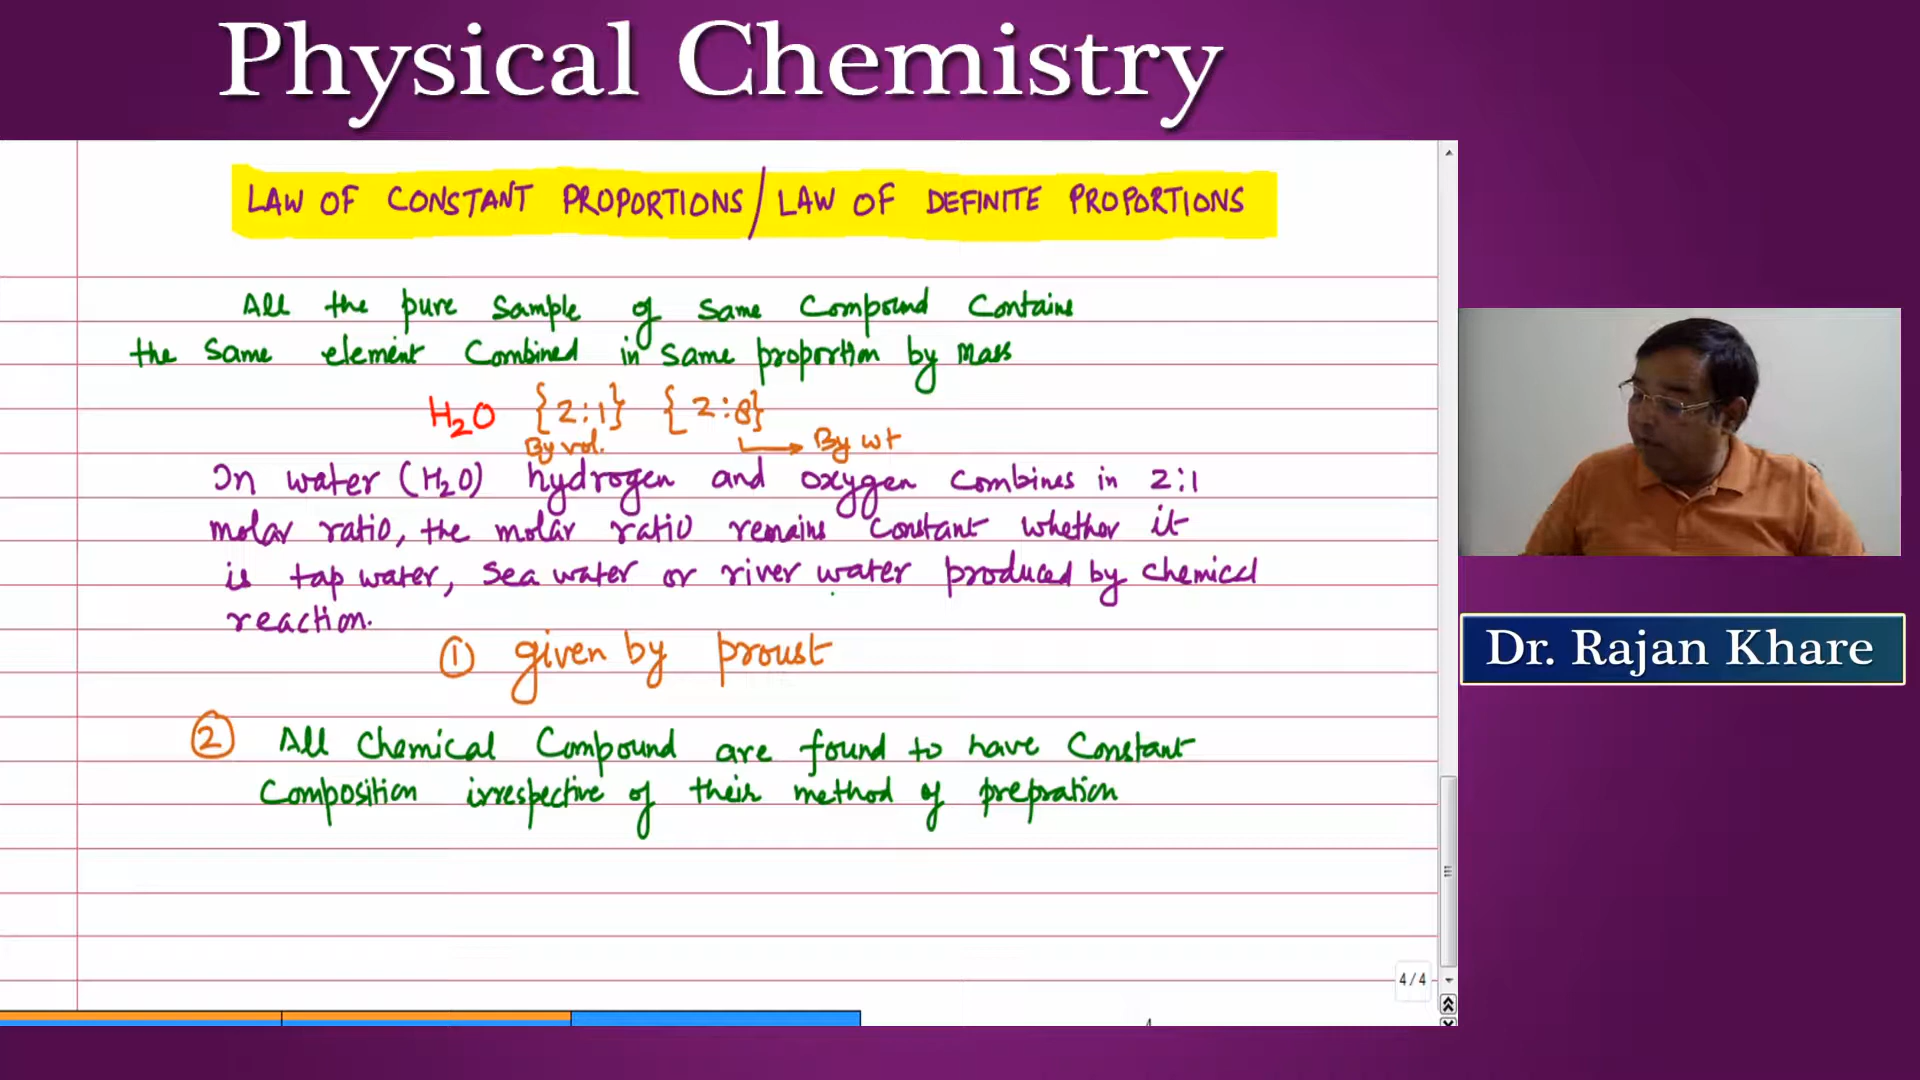 Physical Chemistry
LAW OF CONSTANT PROPORTIONS/LAW OF DEFINITE PROPORTIONS
All the pure sample of same compound contains
the same element combined in same proportion by mass
H₂O {2:1} {2:8}
By vol. By wt
In water (H₂O) hydrogen and oxygen combines in 2:1
molar ratio, the molar ratio remains constant whether it
is tap water, sea water or river water produced by chemical
reaction.
① given by proust
Dr. Rajan Khare
② All chemical compound are found to have constant
composition irrespective of their method of prepration
4/4